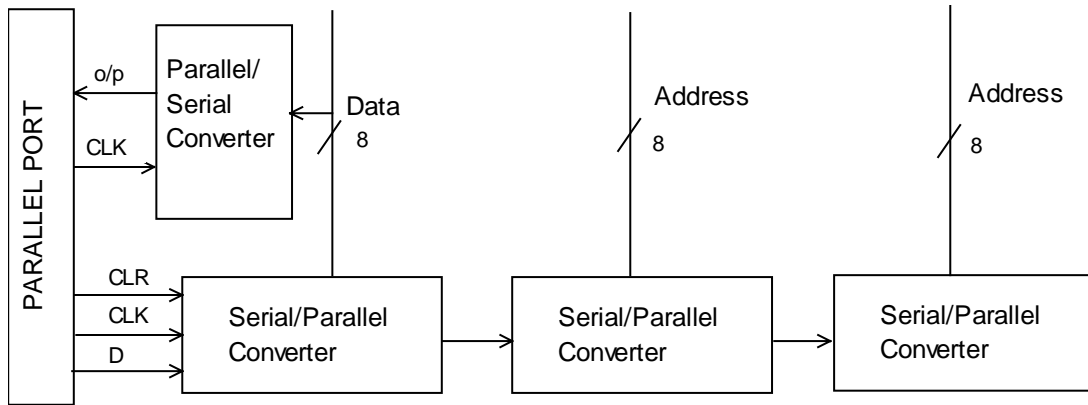 PARALLEL PORT
o/p
CLK
Parallel/
Serial
Converter
Data
8
Address
8
Address
8
CLR
CLK
D
Serial/Parallel
Converter
Serial/Parallel
Converter
Serial/Parallel
Converter